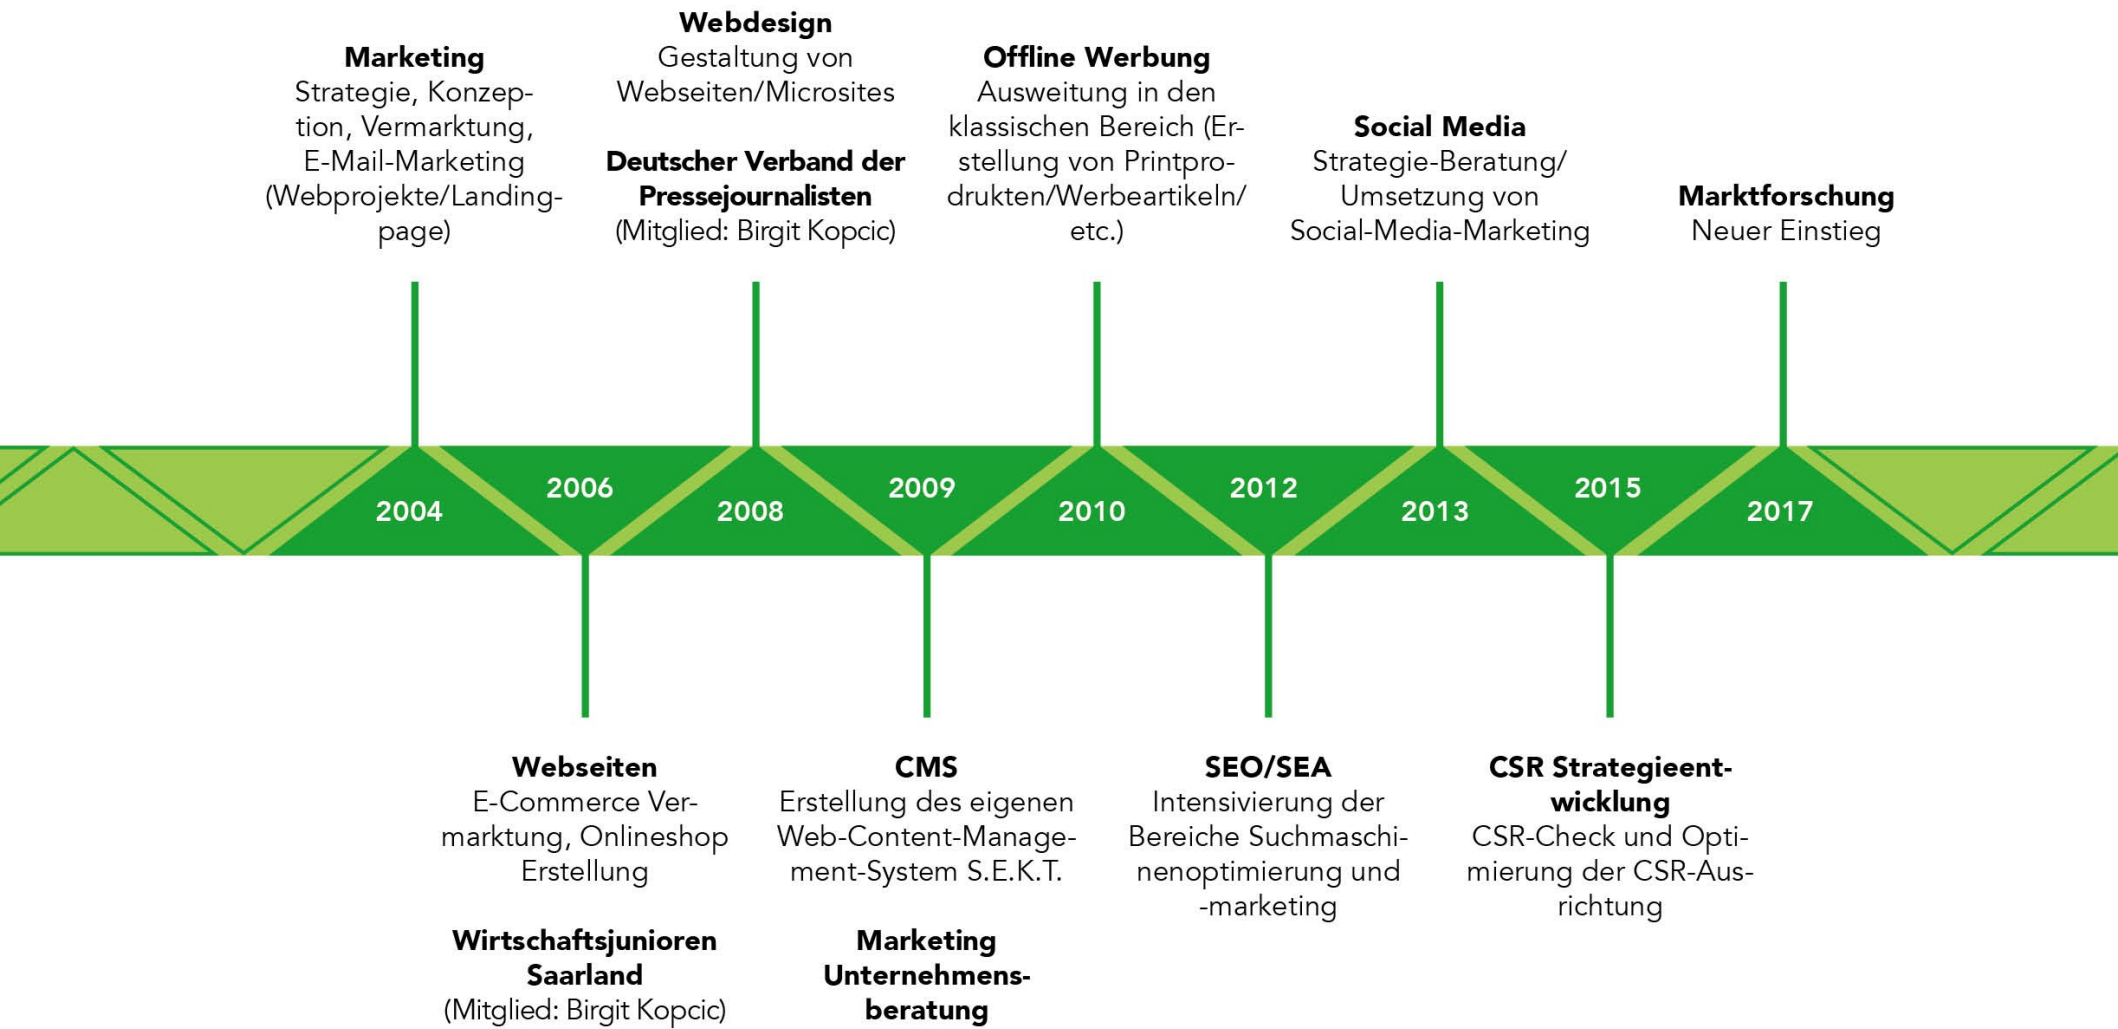 Marketing
Strategie, Konzep-
tion, Vermarktung,
E-Mail-Marketing
(Webprojekte/Landing-
page)
Webdesign
Gestaltung von
Webseiten/Microsites
Deutscher Verband der
Pressejournalisten
(Mitglied: Birgit Kopcic)
Offline Werbung
Ausweitung in den
klassischen Bereich (Er-
stellung von Printpro-
drukten/Werbeartikeln/
etc.)
Social Media
Strategie-Beratung/
Umsetzung von
Social-Media-Marketing
Marktforschung
Neuer Einstieg
2004
2006
2008
2009
2010
2012
2013
2015
2017
Webseiten
E-Commerce Ver-
marktung, Onlineshop
Erstellung
Wirtschaftsjunioren
Saarland
(Mitglied: Birgit Kopcic)
CMS
Erstellung des eigenen
Web-Content-Manage-
ment-System S.E.K.T.
Marketing
Unternehmens-
beratung
SEO/SEA
Intensivierung der
Bereiche Suchmaschi-
nenoptimierung und
-marketing
CSR Strategieent-
wicklung
CSR-Check und Opti-
mierung der CSR-Aus-
richtung